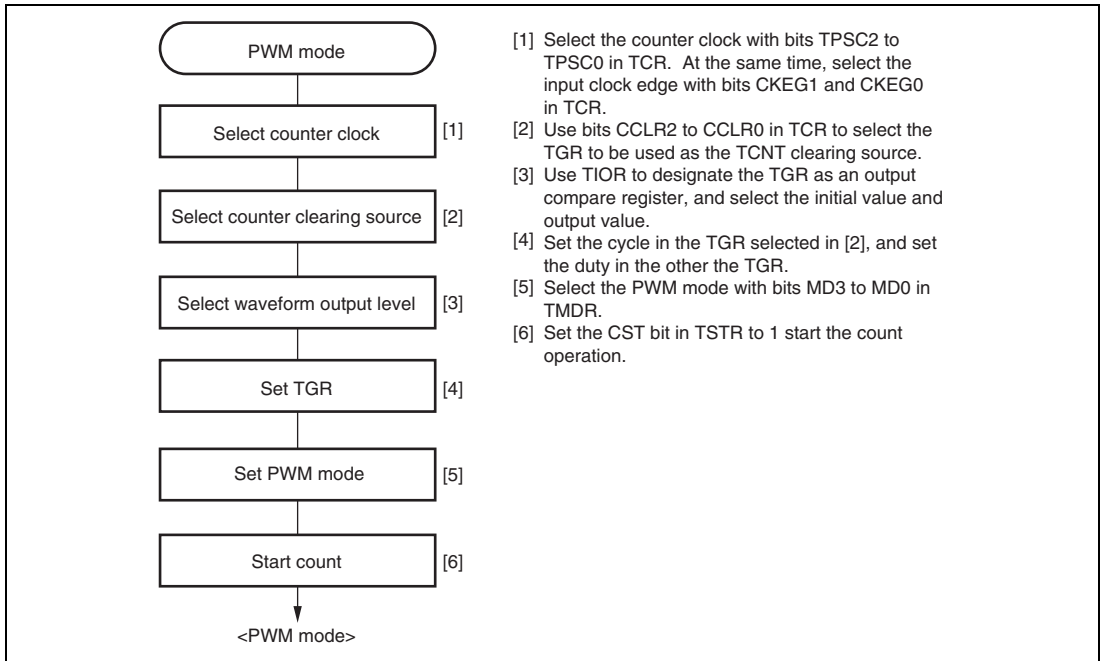 PWM mode
Select counter clock [1]
Select counter clearing source [2]
Select waveform output level [3]
Set TGR [4]
Set PWM mode [5]
Start count [6]
<PWM mode>
[1] Select the counter clock with bits TPSC2 to
TPSC0 in TCR. At the same time, select the
input clock edge with bits CKEG1 and CKEG0
in TCR.
[2] Use bits CCLR2 to CCLR0 in TCR to select the
TGR to be used as the TCNT clearing source.
[3] Use TIOR to designate the TGR as an output
compare register, and select the initial value and
output value.
[4] Set the cycle in the TGR selected in [2], and set
the duty in the other the TGR.
[5] Select the PWM mode with bits MD3 to MD0 in
TMDR.
[6] Set the CST bit in TSTR to 1 start the count
operation.